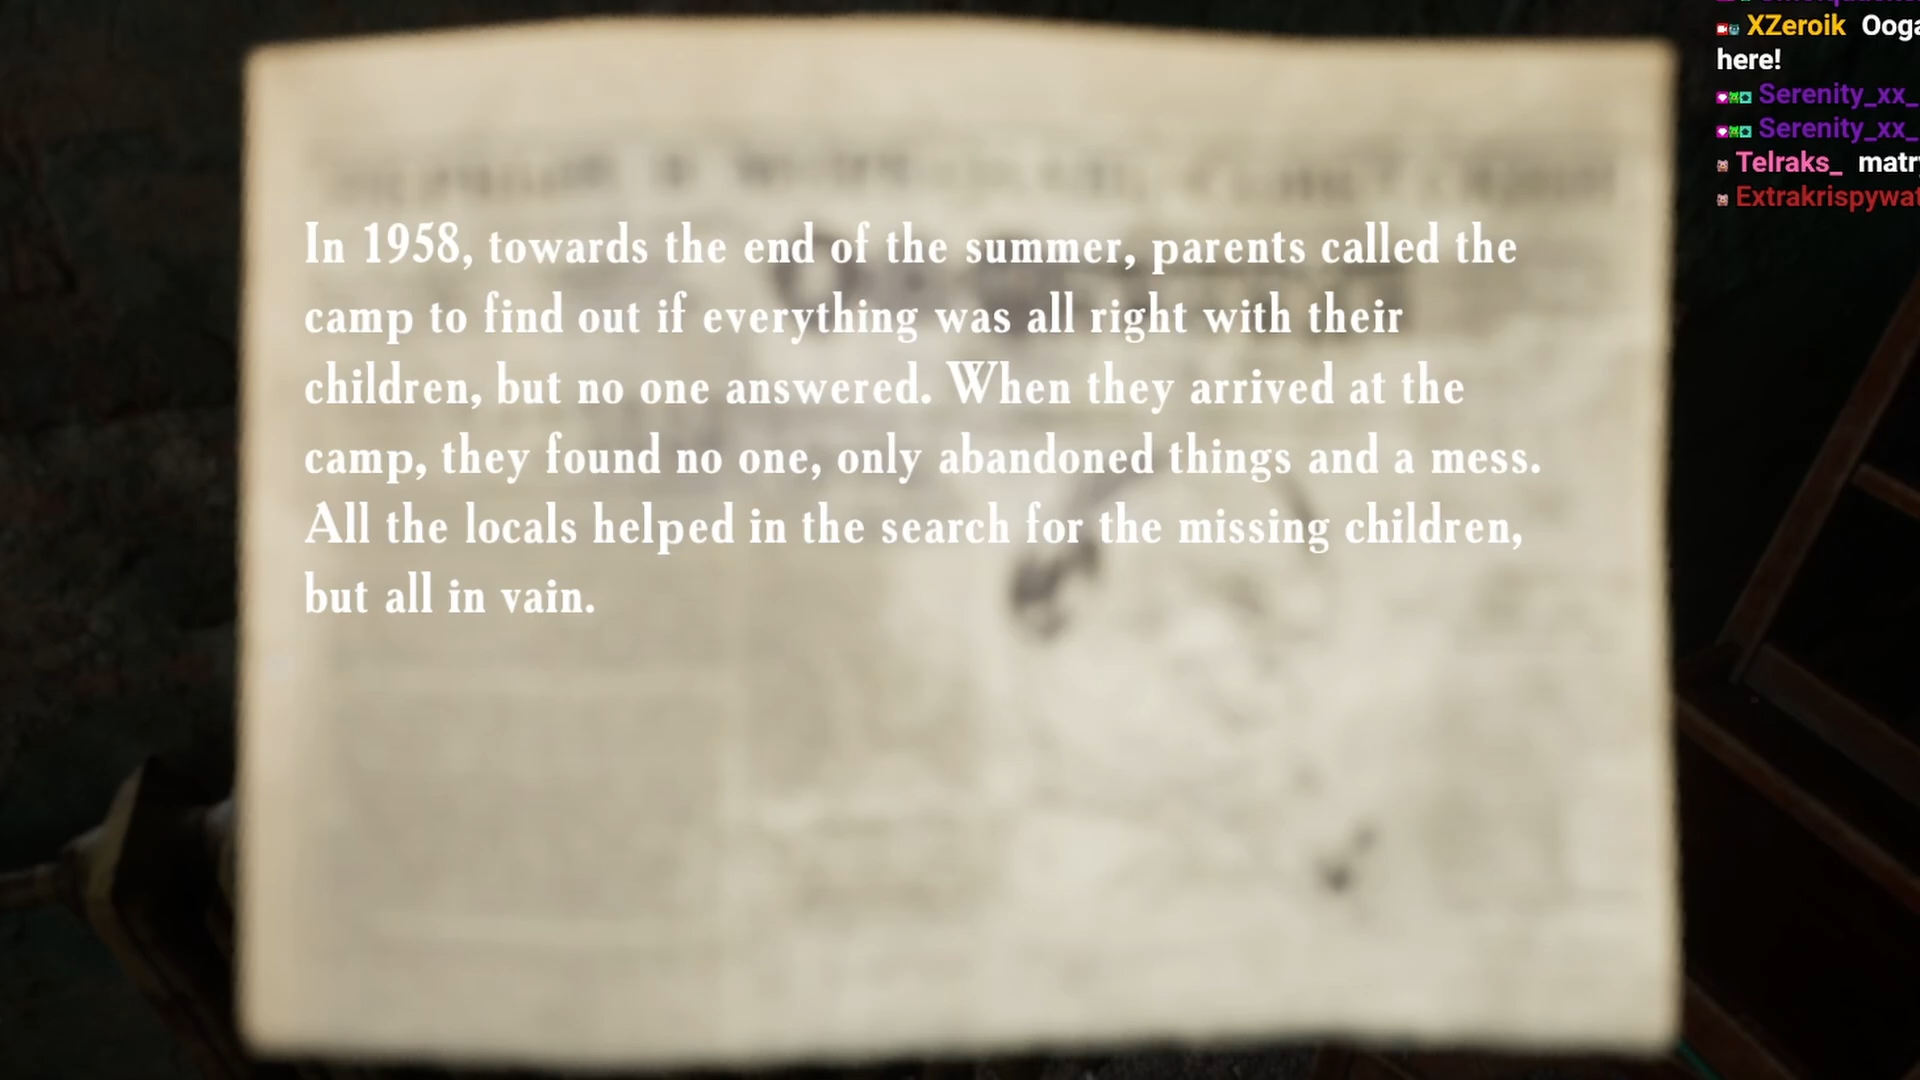 In 1958, towards the end of the summer, parents called the
camp to find out if everything was all right with their
children, but no one answered. When they arrived at the
camp, they found no one, only abandoned things and a mess.
All the locals helped in the search for the missing children,
but all in vain.
XZeroik Ooga
here!
Serenity_xx_
Serenity_xx_
Telraks_ matry
Extrakrispywat